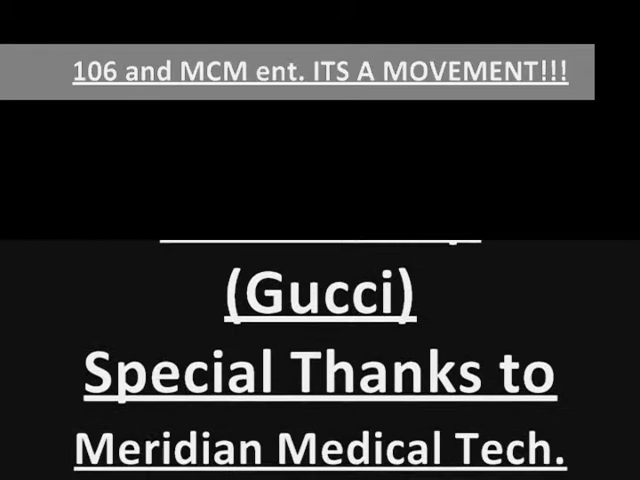 106 and MCM ent. ITS A MOVEMENT!!!
(Gucci)
Special Thanks to
Meridian Medical Tech.